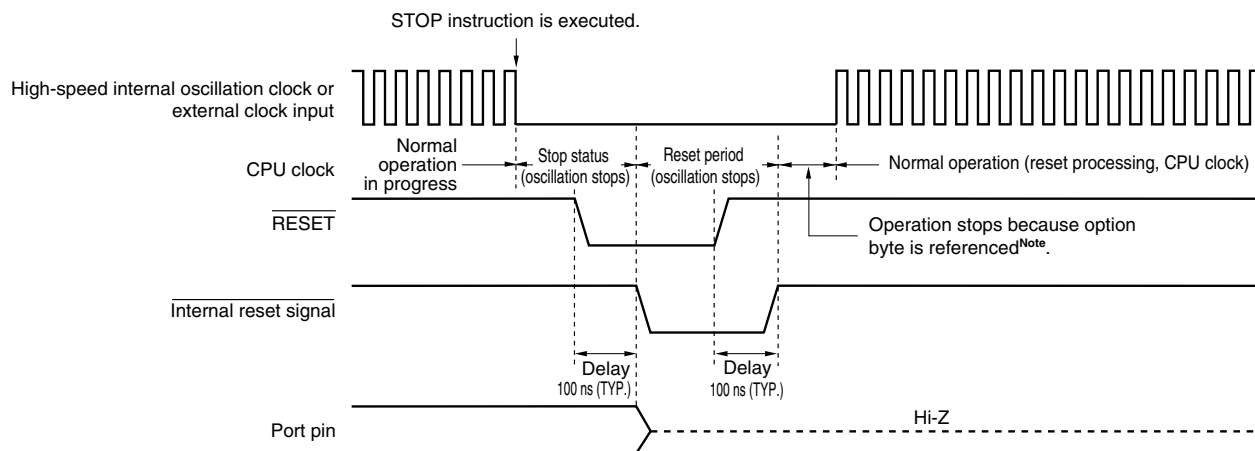 STOP instruction is executed.
High-speed internal oscillation clock or
external clock input
CPU clock
Normal
operation
in progress
Stop status
(oscillation stops)
Reset period
(oscillation stops)
Normal operation (reset processing, CPU clock)
RESET
Operation stops because option
byte is referencedNote.
Internal reset signal
Delay
100 ns (TYP.)
Delay
100 ns (TYP.)
Port pin
Hi-Z